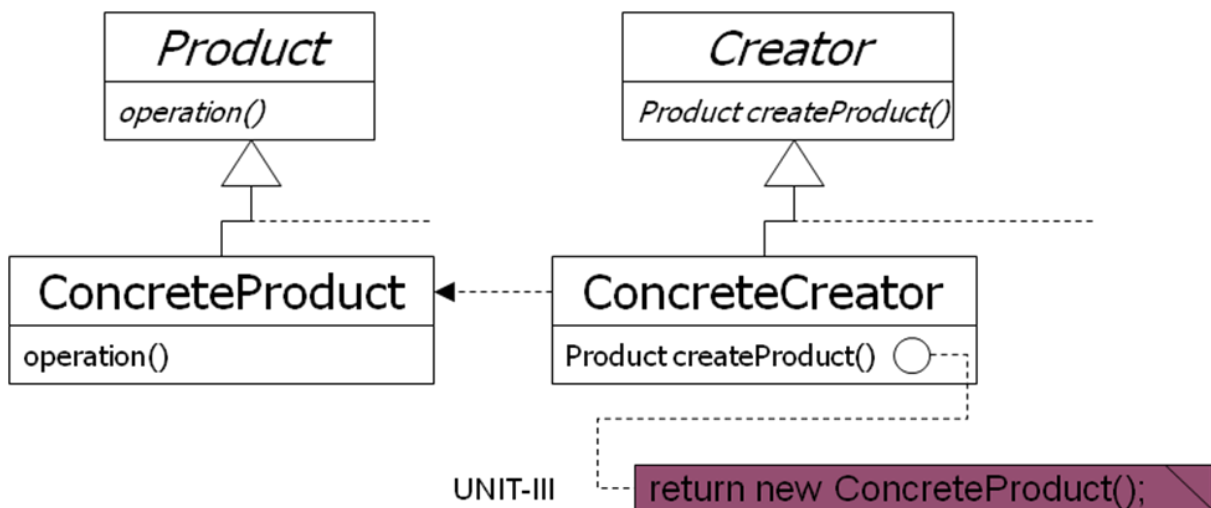 Product
operation()
Creator
Product createProduct()
ConcreteProduct
operation()
ConcreteCreator
Product createProduct()
UNIT-III
return new ConcreteProduct();